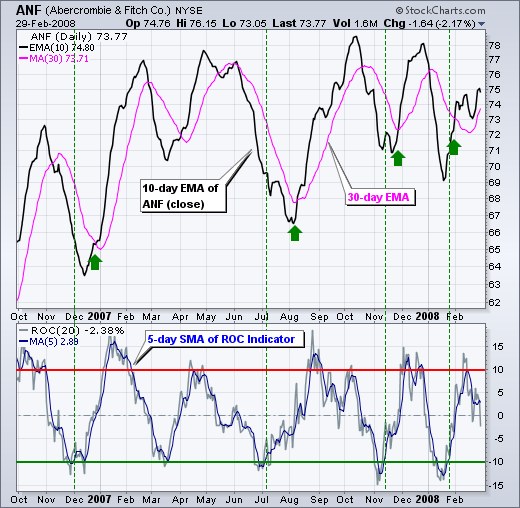 ANF (Abercrombie & Fitch Co.) NYSE
© StockCharts.com
29-Feb-2008
Op 74.76 Hi 76.15 Lo 73.05 Last 73.77 Vol 1.6M Chg -1.64 (-2.17%)
ANF (Daily) 73.77
EMA(10) 74.80
MA(30) 73.71
78
77
76
75
74
73
72
71
70
69
68
67
66
65
64
63
62
10-day EMA of
ANF (close)
30-day EMA
Oct Nov Dec 2007 Feb Mar Apr May Jun Jul Aug Sep Oct Nov Dec 2008 Feb
ROC(20) -2.38%
MA(5) 2.89
5-day SMA of ROC Indicator
15
10
5
0
-5
-10
-15
Oct Nov Dec 2007 Feb Mar Apr May Jun Jul Aug Sep Oct Nov Dec 2008 Feb